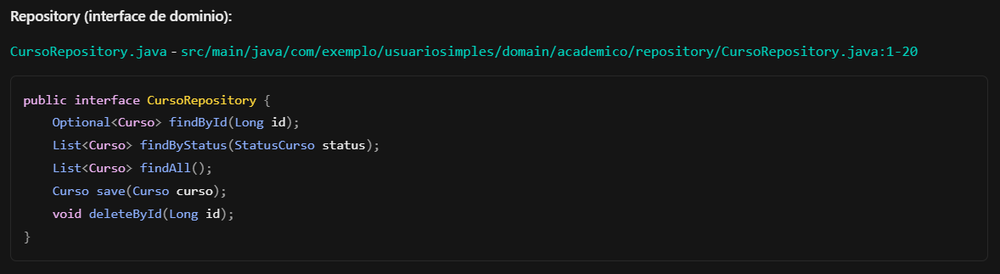 Repository (interface de dominio):
CursoRepository.java - src/main/java/com/exemplo/usuariosimples/domain/academico/repository/CursoRepository.java:1-20
public interface CursoRepository {
    Optional<Curso> findById(Long id);
    List<Curso> findByStatus(StatusCurso status);
    List<Curso> findAll();
    Curso save(Curso curso);
    void deleteById(Long id);
}